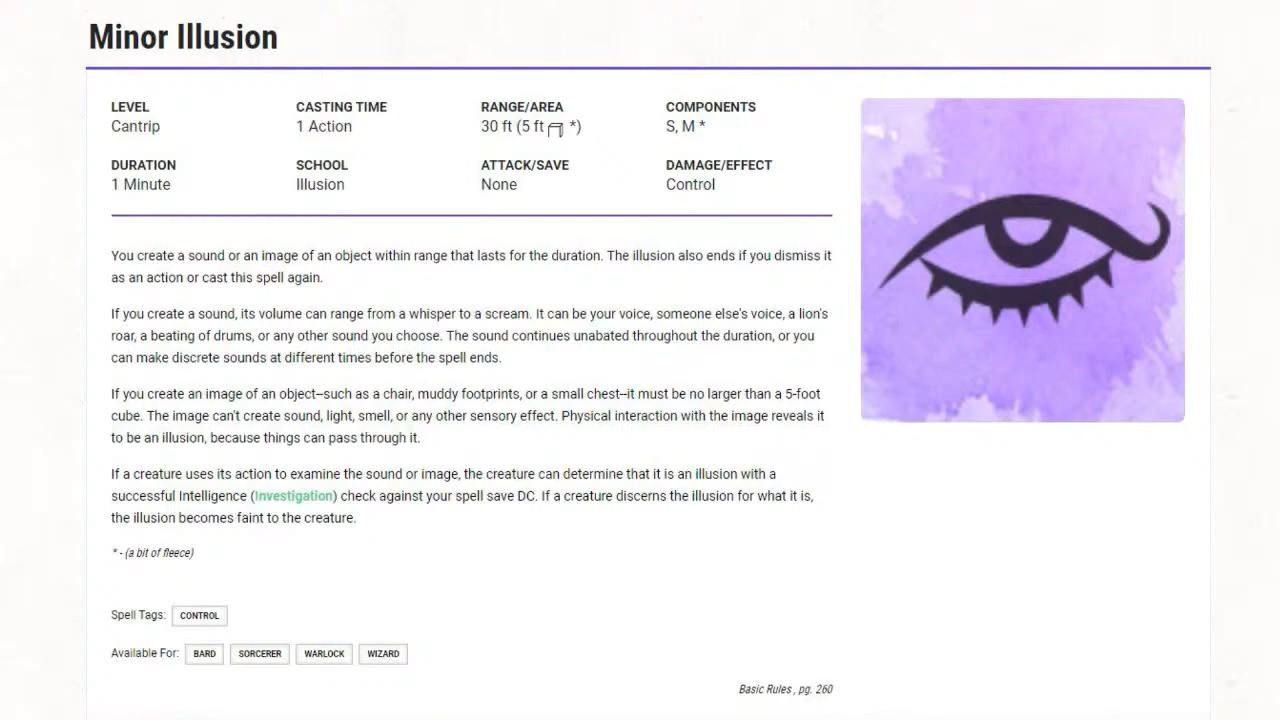 Minor Illusion
LEVEL
Cantrip
CASTING TIME
1 Action
RANGE/AREA
30 ft (5 ft *)
COMPONENTS
S, M *
DURATION
1 Minute
SCHOOL
Illusion
ATTACK/SAVE
None
DAMAGE/EFFECT
Control
You create a sound or an image of an object within range that lasts for the duration. The illusion also ends if you dismiss it
as an action or cast this spell again.
If you create a sound, its volume can range from a whisper to a scream. It can be your voice, someone else's voice, a lion's
roar, a beating of drums, or any other sound you choose. The sound continues unabated throughout the duration, or you
can make discrete sounds at different times before the spell ends.
If you create an image of an object–such as a chair, muddy footprints, or a small chest–it must be no larger than a 5-foot
cube. The image can't create sound, light, smell, or any other sensory effect. Physical interaction with the image reveals it
to be an illusion, because things can pass through it.
If a creature uses its action to examine the sound or image, the creature can determine that it is an illusion with a
successful Intelligence (Investigation) check against your spell save DC. If a creature discerns the illusion for what it is,
the illusion becomes faint to the creature.
* - (a bit of fleece)
Spell Tags: CONTROL
Available For: BARD SORCERER WARLOCK WIZARD
Basic Rules , pg. 260